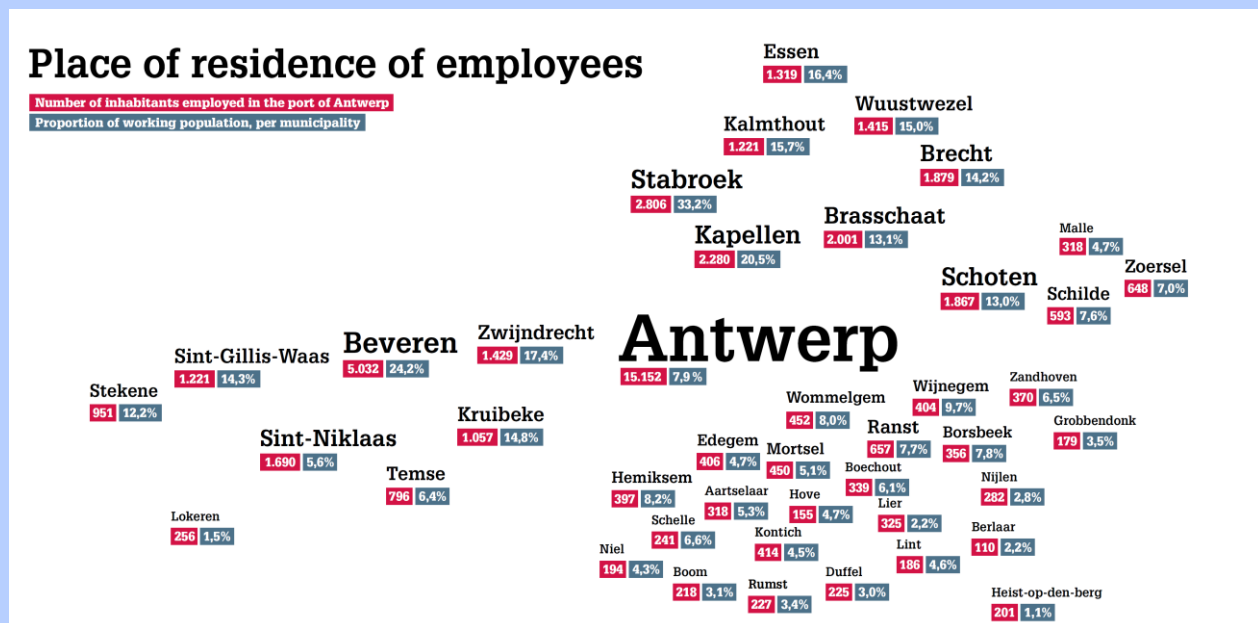 Place of residence of employees
Number of inhabitants employed in the port of Antwerp
Proportion of working population, per municipality
Essen
1.319 16,4%
Wuustwezel
1.415 15,0%
Kalmthout
1.221 15,7%
Brecht
1.879 14,2%
Stabroek
2.806 33,2%
Brasschaat
2.001 13,1%
Kapellen
2.280 20,5%
Malle
318 4,7%
Zoersel
648 7,0%
Schoten
1.867 13,0%
Schilde
593 7,6%
Antwerp
15.152 7,9 %
Zwijndrecht
1.429 17,4%
Beveren
5.032 24,2%
Sint-Gillis-Waas
1.221 14,3%
Stekene
951 12,2%
Kruibeke
1.057 14,8%
Sint-Niklaas
1.690 5,6%
Temse
796 6,4%
Lokeren
256 1,5%
Zandhoven
370 6,5%
Wijnegem
404 9,7%
Wommelgem
452 8,0%
Grobbendonk
179 3,5%
Ranst
657 7,7%
Borsbeek
356 7,8%
Edegem
406 4,7%
Mortsel
450 5,1%
Boechout
339 6,1%
Hemiksem
397 8,2%
Nijlen
282 2,8%
Aartselaar
318 5,3%
Hove
155 4,7%
Lier
325 2,2%
Schelle
241 6,6%
Berlaar
110 2,2%
Kontich
414 4,5%
Lint
186 4,6%
Niel
194 4,3%
Boom
218 3,1%
Duffel
225 3,0%
Rumst
227 3,4%
Heist-op-den-berg
201 1,1%